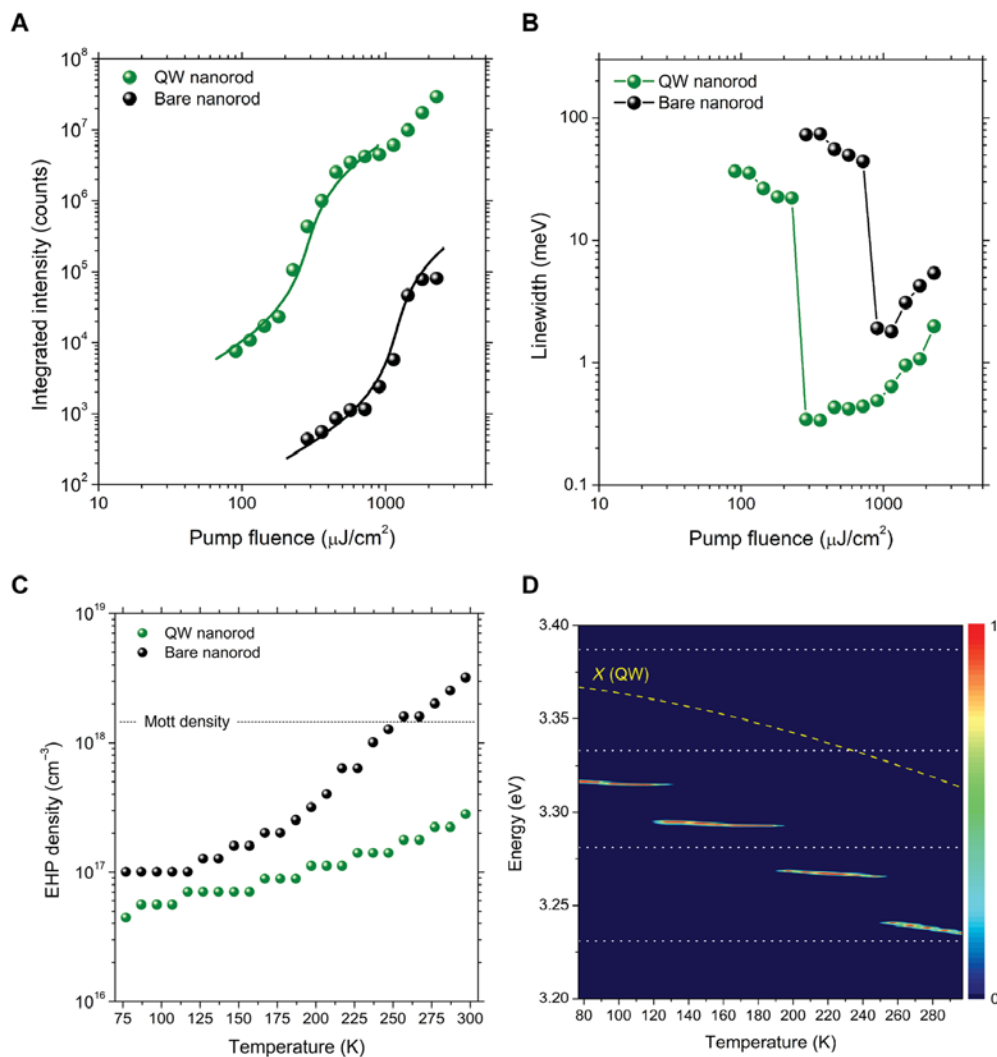 A
Integrated intensity (counts)
10^8
10^7
10^6
10^5
10^4
10^3
10^2
QW nanorod
Bare nanorod
10
100
1000
Pump fluence (μJ/cm²)
B
Linewidth (meV)
100
10
1
0.1
QW nanorod
Bare nanorod
10
100
1000
Pump fluence (μJ/cm²)
C
EHP density (cm⁻³)
10^19
10^18
10^17
10^16
QW nanorod
Bare nanorod
Mott density
75 100 125 150 175 200 225 250 275 300
Temperature (K)
D
Energy (eV)
3.40
3.35
3.30
3.25
3.20
X (QW)
1
0
80 100 120 140 160 180 200 220 240 260 280
Temperature (K)